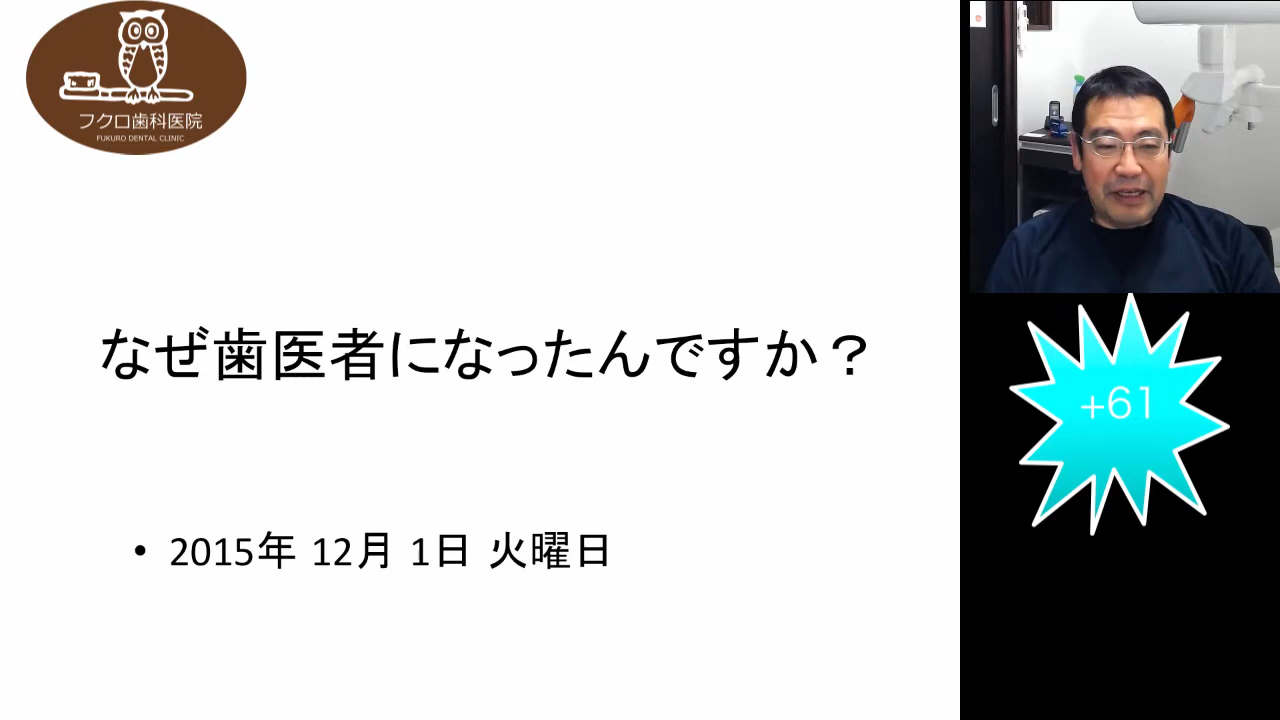 フクロ歯科医院
FUKURO DENTAL CLINIC
なぜ歯医者になったんですか？
+61
• 2015年 12月 1日 火曜日